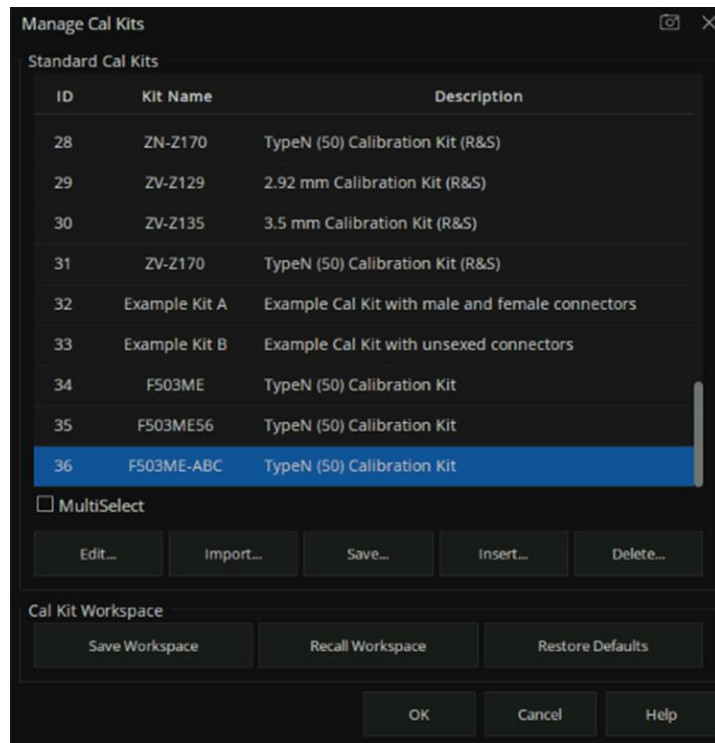 Manage Cal Kits
Standard Cal Kits
ID Kit Name Description
28 ZN-Z170 TypeN (50) Calibration Kit (R&S)
29 ZV-Z129 2.92 mm Calibration Kit (R&S)
30 ZV-Z135 3.5 mm Calibration Kit (R&S)
31 ZV-Z170 TypeN (50) Calibration Kit (R&S)
32 Example Kit A Example Cal Kit with male and female connectors
33 Example Kit B Example Cal Kit with unsexed connectors
34 F503ME TypeN (50) Calibration Kit
35 F503ME56 TypeN (50) Calibration Kit
36 F503ME-ABC TypeN (50) Calibration Kit
MultiSelect
Edit... Import... Save... Insert... Delete...
Cal Kit Workspace
Save Workspace Recall Workspace Restore Defaults
OK Cancel Help